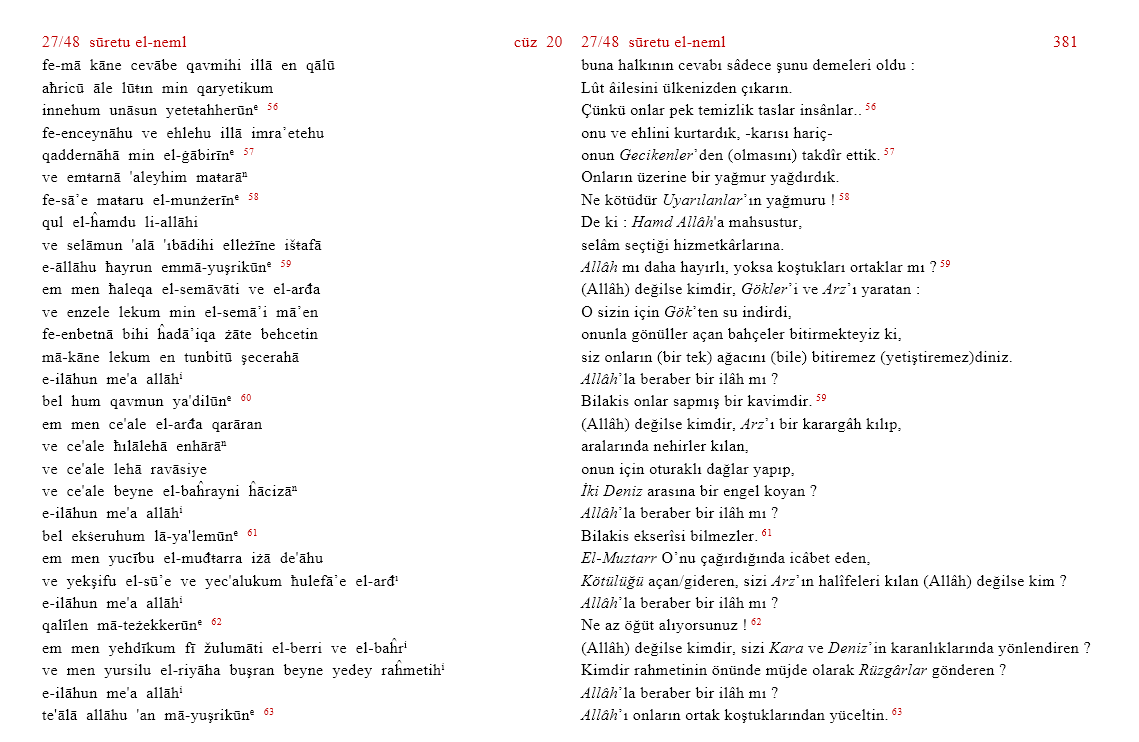 27/48 sūretu el-neml cüz 20
fe-mā kāne cevābe qavmihi illā en qālū
aħricū āle lūŧın min qaryetikum
innehum unāsun yeteŧahherūnᵉ 56
fe-enceynāhu ve ehlehu illā imra’etehu
qaddernāhā min el-ġābirīnᵉ 57
ve emŧarnā 'aleyhim maŧarāⁿ
fe-sā’e maŧaru el-munżerīnᵉ 58
qul el-ĥamdu li-allāhi
ve selāmun 'alā 'ıbādihi elleżīne išŧafā
e-āllāhu ħayrun emmā-yuşrikūnᵉ 59
em men ħaleqa el-semāvāti ve el-arđa
ve enzele lekum min el-semā’i mā’en
fe-enbetnā bihi ĥadā’iqa żāte behcetin
mā-kāne lekum en tunbitū şecerahā
e-ilāhun me'a allāhⁱ
bel hum qavmun ya'dilūnᵉ 60
em men ce'ale el-arđa qarāran
ve ce'ale ħılālehā enhārāⁿ
ve ce'ale lehā ravāsiye
ve ce'ale beyne el-baĥrayni ĥācizāⁿ
e-ilāhun me'a allāhⁱ
bel ekśeruhum lā-ya'lemūnᵉ 61
em men yucību el-muđŧarra iżā de'āhu
ve yekşifu el-sū’e ve yec'alukum ħulefā’e el-arđı
e-ilāhun me'a allāhⁱ
qalīlen mā-teżekkerūnᵉ 62
em men yehdīkum fī žulumāti el-berri ve el-baĥrⁱ
ve men yursilu el-riyāha buşran beyne yedey raĥmetihⁱ
e-ilāhun me'a allāhⁱ
te'ālā allāhu 'an mā-yuşrikūnᵉ 63
27/48 sūretu el-neml 381
buna halkının cevabı sâdece şunu demeleri oldu :
Lût âilesini ülkenizden çıkarın.
Çünkü onlar pek temizlik taslar insânlar.. 56
onu ve ehlini kurtardık, -karısı hariç-
onun Gecikenler’den (olmasını) takdîr ettik. 57
Onların üzerine bir yağmur yağdırdık.
Ne kötüdür Uyarılanlar’ın yağmuru ! 58
De ki : Hamd Allâh'a mahsustur,
selâm seçtiği hizmetkârlarına.
Allâh mı daha hayırlı, yoksa koştukları ortaklar mı ? 59
(Allâh) değilse kimdir, Gökler’i ve Arz’ı yaratan :
O sizin için Gök’ten su indirdi,
onunla gönüller açan bahçeler bitirmekteyiz ki,
siz onların (bir tek) ağacını (bile) bitiremez (yetiştiremez)diniz.
Allâh’la beraber bir ilâh mı ?
Bilakis onlar sapmış bir kavimdir. 59
(Allâh) değilse kimdir, Arz’ı bir karargâh kılıp,
aralarında nehirler kılan,
onun için oturaklı dağlar yapıp,
İki Deniz arasına bir engel koyan ?
Allâh’la beraber bir ilâh mı ?
Bilakis ekserîsi bilmezler. 61
El-Muztarr O’nu çağırdığında icâbet eden,
Kötülüğü açan/gideren, sizi Arz’ın halîfeleri kılan (Allâh) değilse kim ?
Allâh’la beraber bir ilâh mı ?
Ne az öğüt alıyorsunuz ! 62
(Allâh) değilse kimdir, sizi Kara ve Deniz’in karanlıklarında yönlendiren ?
Kimdir rahmetinin önünde müjde olarak Rüzgârlar gönderen ?
Allâh’la beraber bir ilâh mı ?
Allâh’ı onların ortak koştuklarından yüceltin. 63